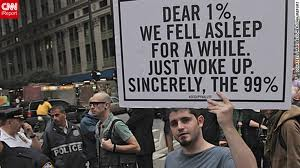 CNN
iReport
DEAR 1%,
WE FELL ASLEEP
FOR A WHILE.
JUST WOKE UP.
SINCERELY, THE 99%
POLICE